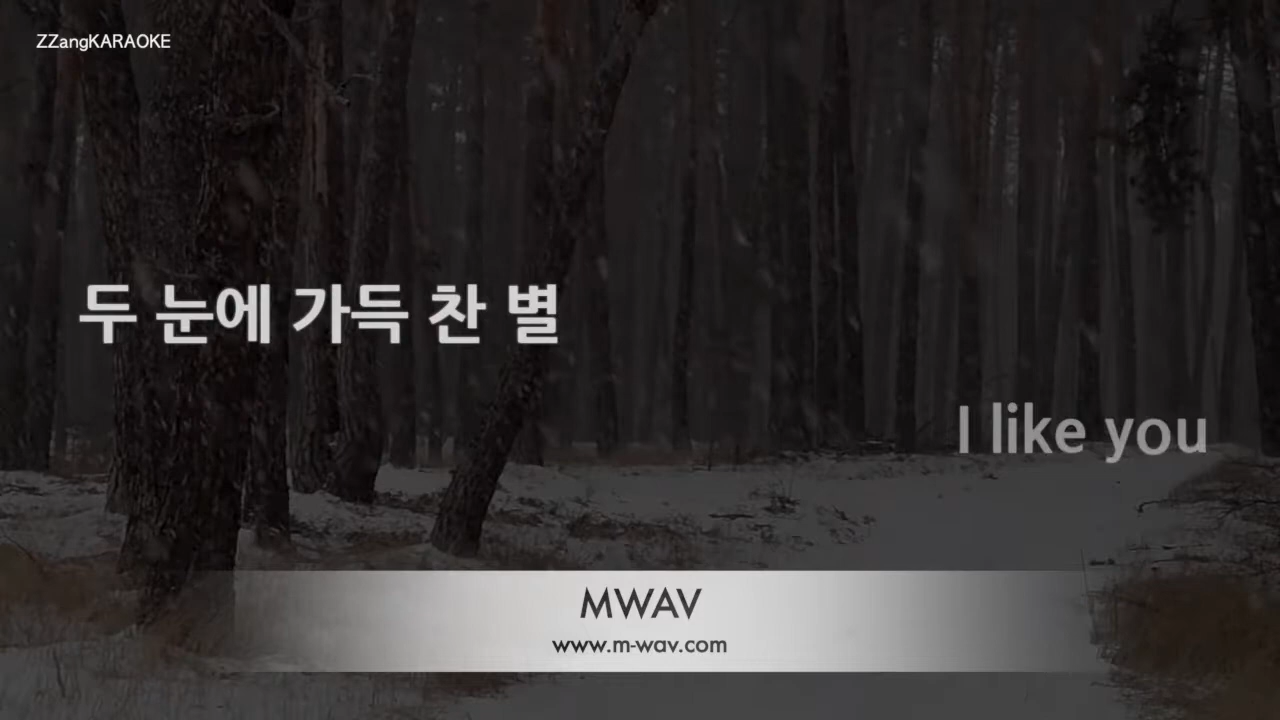 ZZangKARAOKE
두 눈에 가득 찬 별
I like you
MWAV
www.m-wav.com